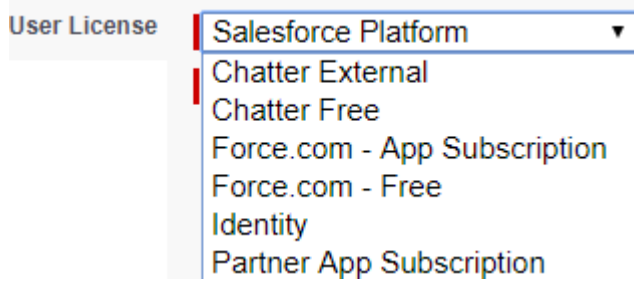 User License
Salesforce Platform
Chatter External
Chatter Free
Force.com - App Subscription
Force.com - Free
Identity
Partner App Subscription